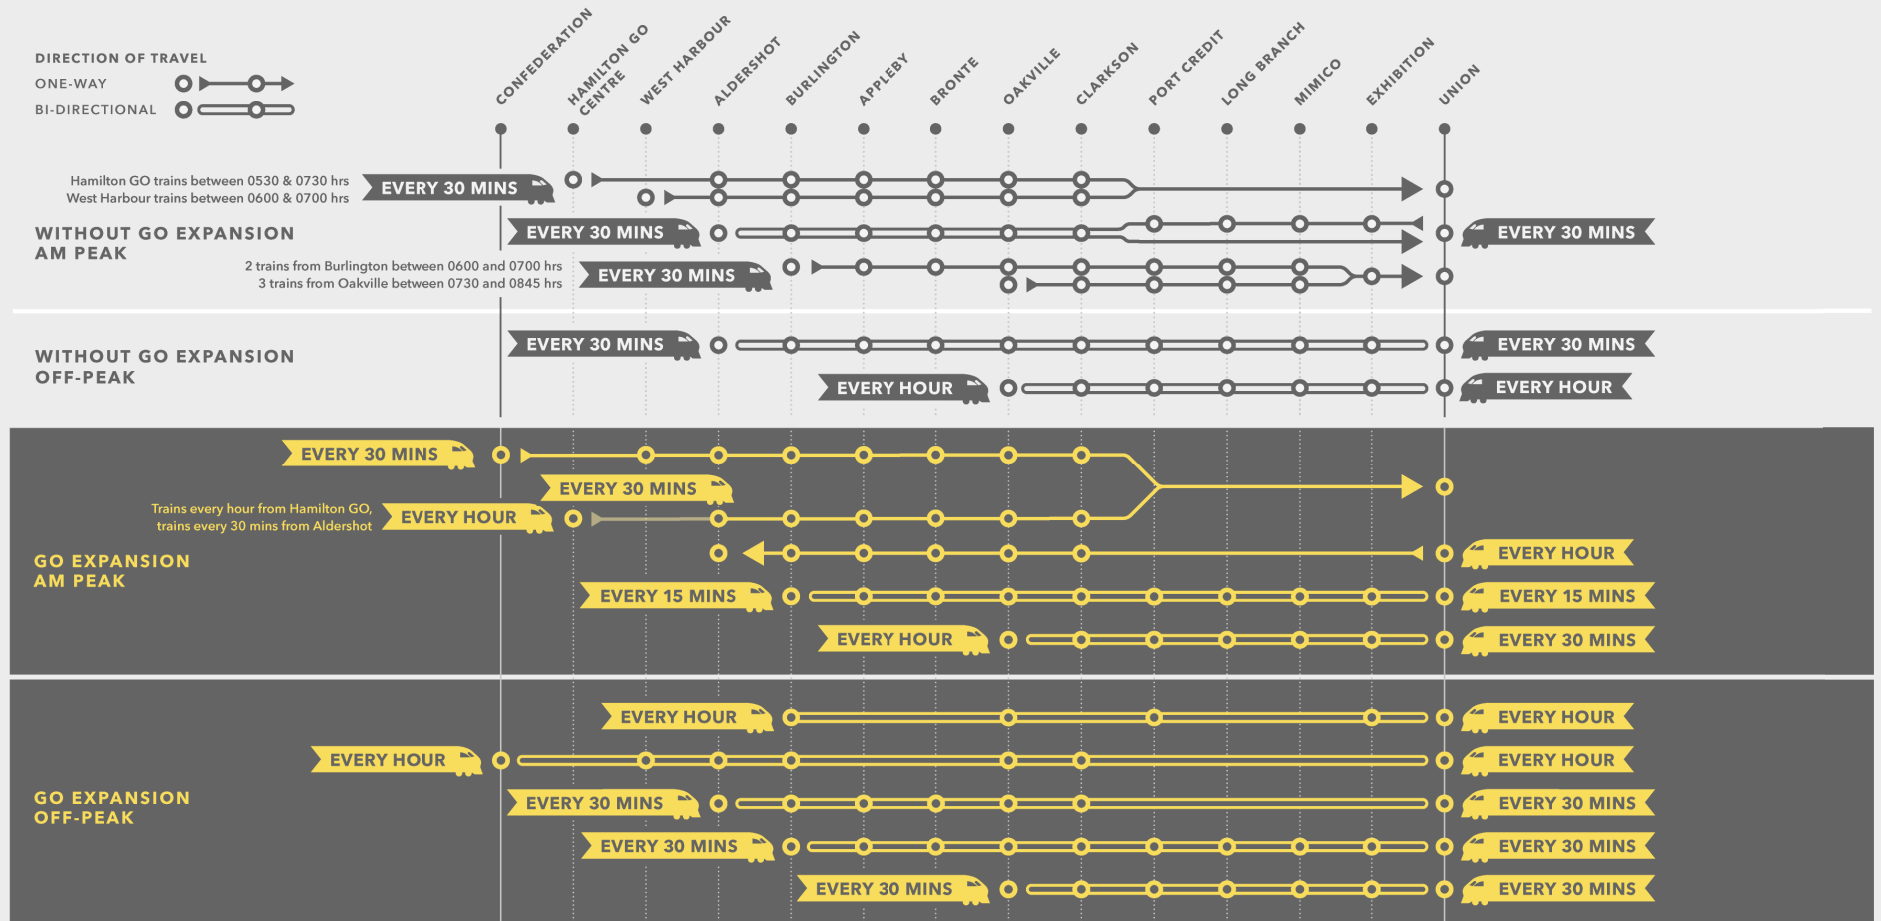 DIRECTION OF TRAVEL
ONE-WAY
BI-DIRECTIONAL
CONFEDERATION
HAMILTON GO
CENTRE
WEST HARBOUR
ALDERSHOT
BURLINGTON
APPLEBY
BRONTE
OAKVILLE
CLARKSON
PORT CREDIT
LONG BRANCH
MIMICO
EXHIBITION
UNION
Hamilton GO trains between 0530 & 0730 hrs
West Harbour trains between 0600 & 0700 hrs
EVERY 30 MINS
WITHOUT GO EXPANSION
AM PEAK
EVERY 30 MINS
EVERY 30 MINS
2 trains from Burlington between 0600 and 0700 hrs
3 trains from Oakville between 0730 and 0845 hrs
EVERY 30 MINS
WITHOUT GO EXPANSION
OFF-PEAK
EVERY 30 MINS
EVERY 30 MINS
EVERY HOUR
EVERY HOUR
EVERY 30 MINS
EVERY 30 MINS
Trains every hour from Hamilton GO,
trains every 30 mins from Aldershot
EVERY HOUR
GO EXPANSION
AM PEAK
EVERY HOUR
EVERY 15 MINS
EVERY 15 MINS
EVERY HOUR
EVERY 30 MINS
GO EXPANSION
OFF-PEAK
EVERY HOUR
EVERY HOUR
EVERY HOUR
EVERY HOUR
EVERY 30 MINS
EVERY 30 MINS
EVERY 30 MINS
EVERY 30 MINS
EVERY 30 MINS
EVERY 30 MINS